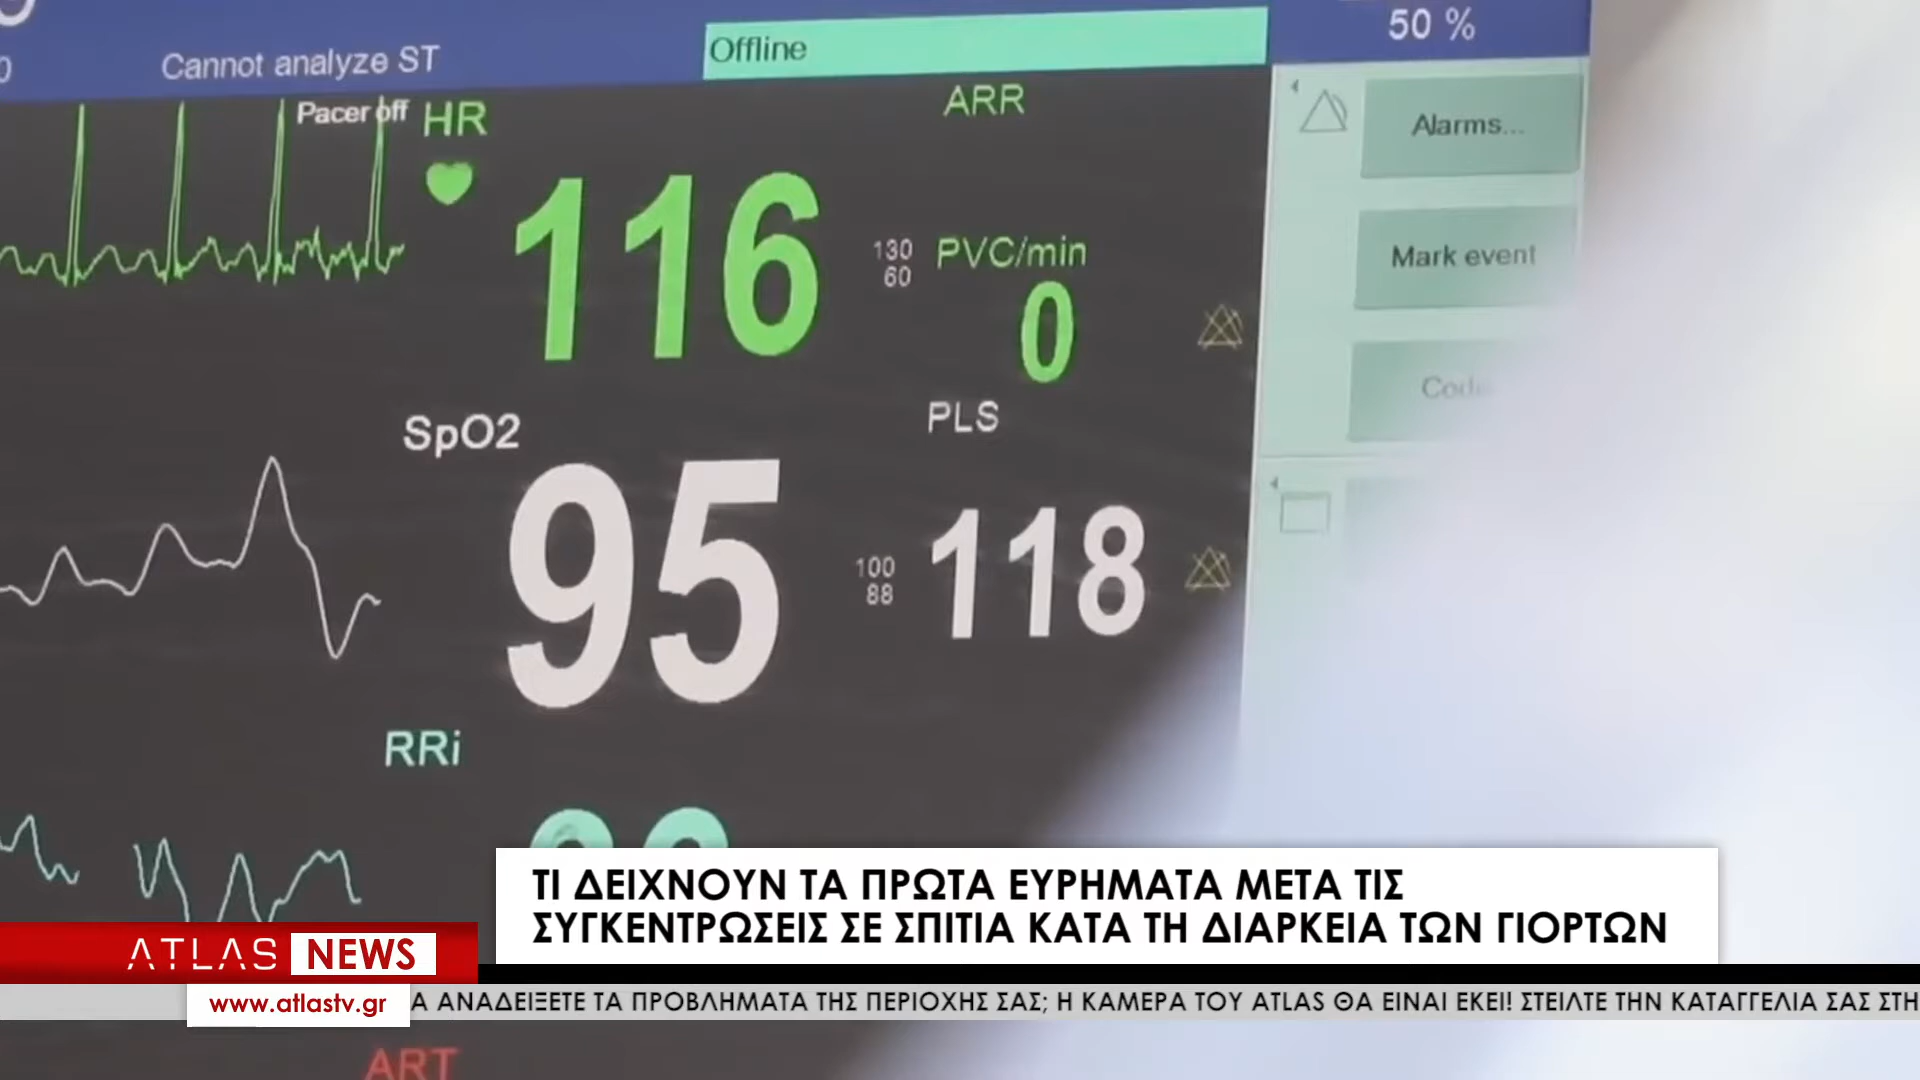 50 %
Cannot analyze ST
Offline
Pacer off
HR
ARR
Alarms...
116
130
60
PVC/min
0
Mark event
SpO2
PLS
95
100
88
118
RRi
ΤΙ ΔΕΙΧΝΟΥΝ ΤΑ ΠΡΩΤΑ ΕΥΡΗΜΑΤΑ ΜΕΤΑ ΤΙΣ
ΣΥΓΚΕΝΤΡΩΣΕΙΣ ΣΕ ΣΠΙΤΙΑ ΚΑΤΑ ΤΗ ΔΙΑΡΚΕΙΑ ΤΩΝ ΓΙΟΡΤΩΝ
ATLAS NEWS
www.atlastv.gr
Α ΑΝΑΔΕΙΞΕΤΕ ΤΑ ΠΡΟΒΛΗΜΑΤΑ ΤΗΣ ΠΕΡΙΟΧΗΣ ΣΑΣ; Η ΚΑΜΕΡΑ ΤΟΥ ATLAS ΘΑ ΕΙΝΑΙ ΕΚΕΙ! ΣΤΕΙΛΤΕ ΤΗΝ ΚΑΤΑΓΓΕΛΙΑ ΣΑΣ ΣΤΗ
ART